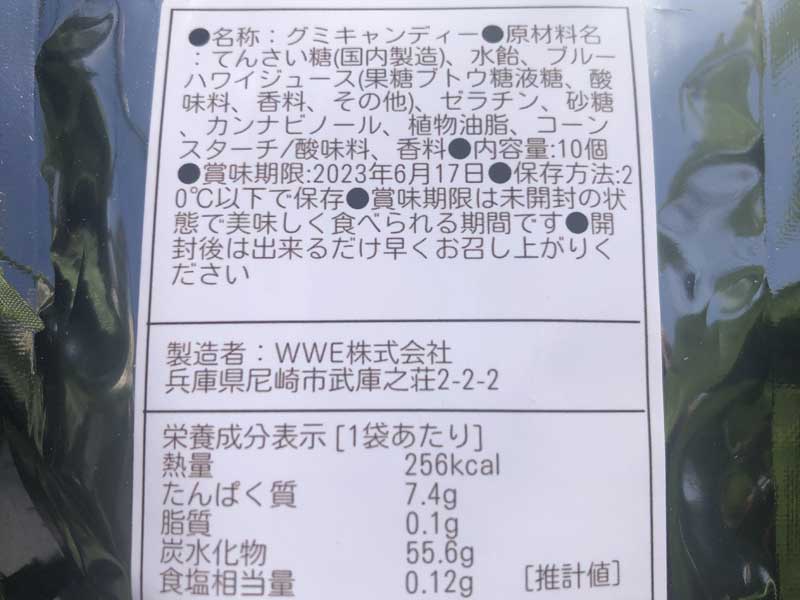 ●名称：グミキャンディー●原材料名
：てんさい糖(国内製造)、水飴、ブルー
ハワイジュース(果糖ブトウ糖液糖、酸
味料、香料、その他)、ゼラチン、砂糖
、カンナビノール、植物油脂、コーン
スターチ/酸味料、香料●内容量:10個
●賞味期限:2023年6月17日●保存方法:2
0℃以下で保存●賞味期限は未開封の状
態で美味しく食べられる期間です●開
封後は出来るだけ早くお召し上がりく
ださい
製造者：WWE株式会社
兵庫県尼崎市武庫之荘2-2-2
栄養成分表示 [1袋あたり]
熱量 256kcal
たんぱく質 7.4g
脂質 0.1g
炭水化物 55.6g
食塩相当量 0.12g [推計値]